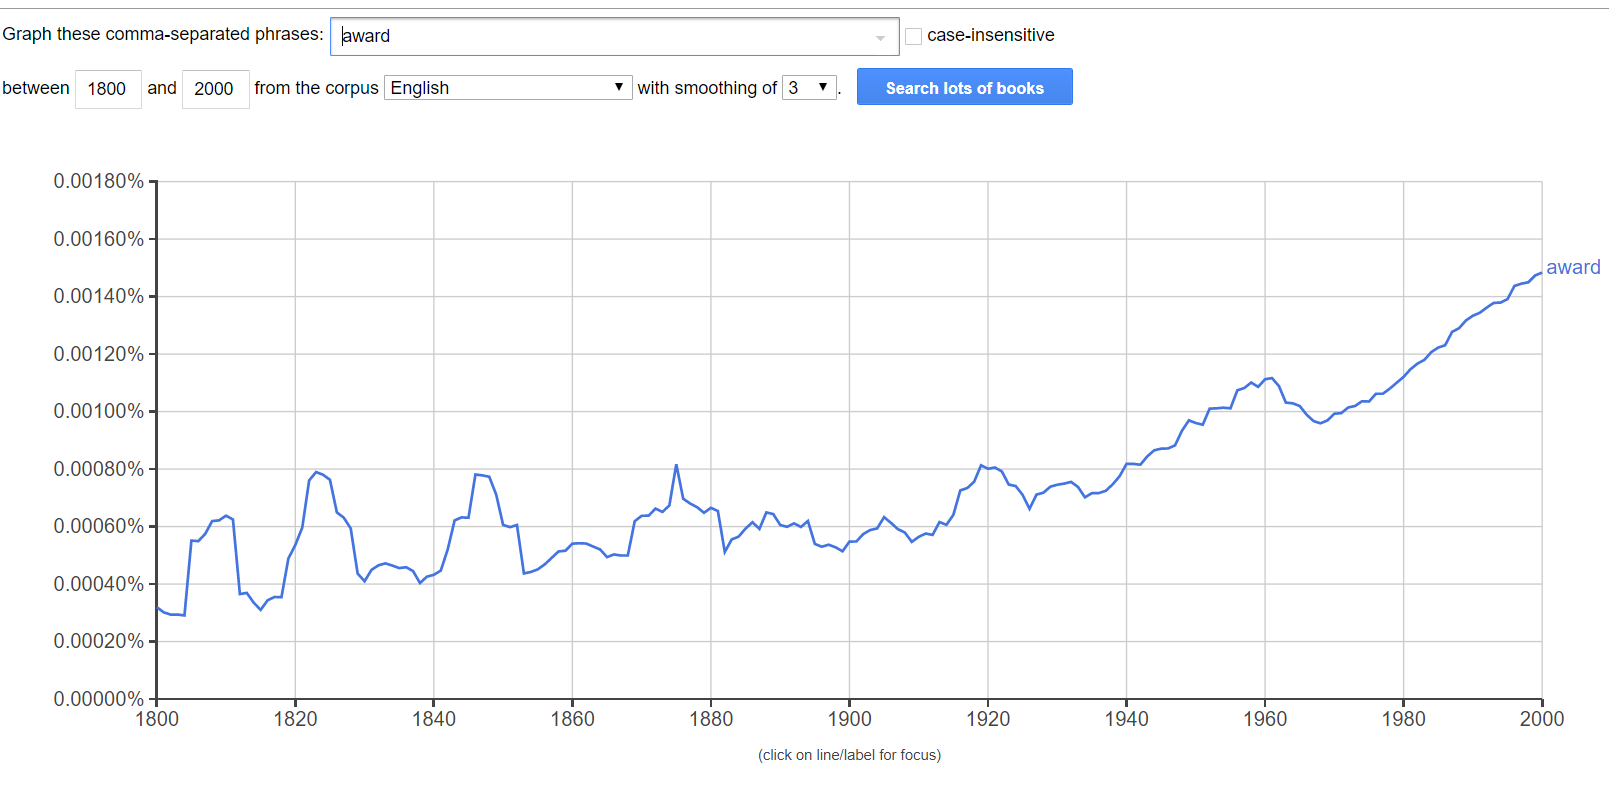 Graph these comma-separated phrases: award case-insensitive
between 1800 and 2000 from the corpus English with smoothing of 3 . Search lots of books
0.00180%
0.00160%
0.00140%
award
0.00120%
0.00100%
0.00080%
0.00060%
0.00040%
0.00020%
0.00000%
1800 1820 1840 1860 1880 1900 1920 1940 1960 1980 2000
(click on line/label for focus)